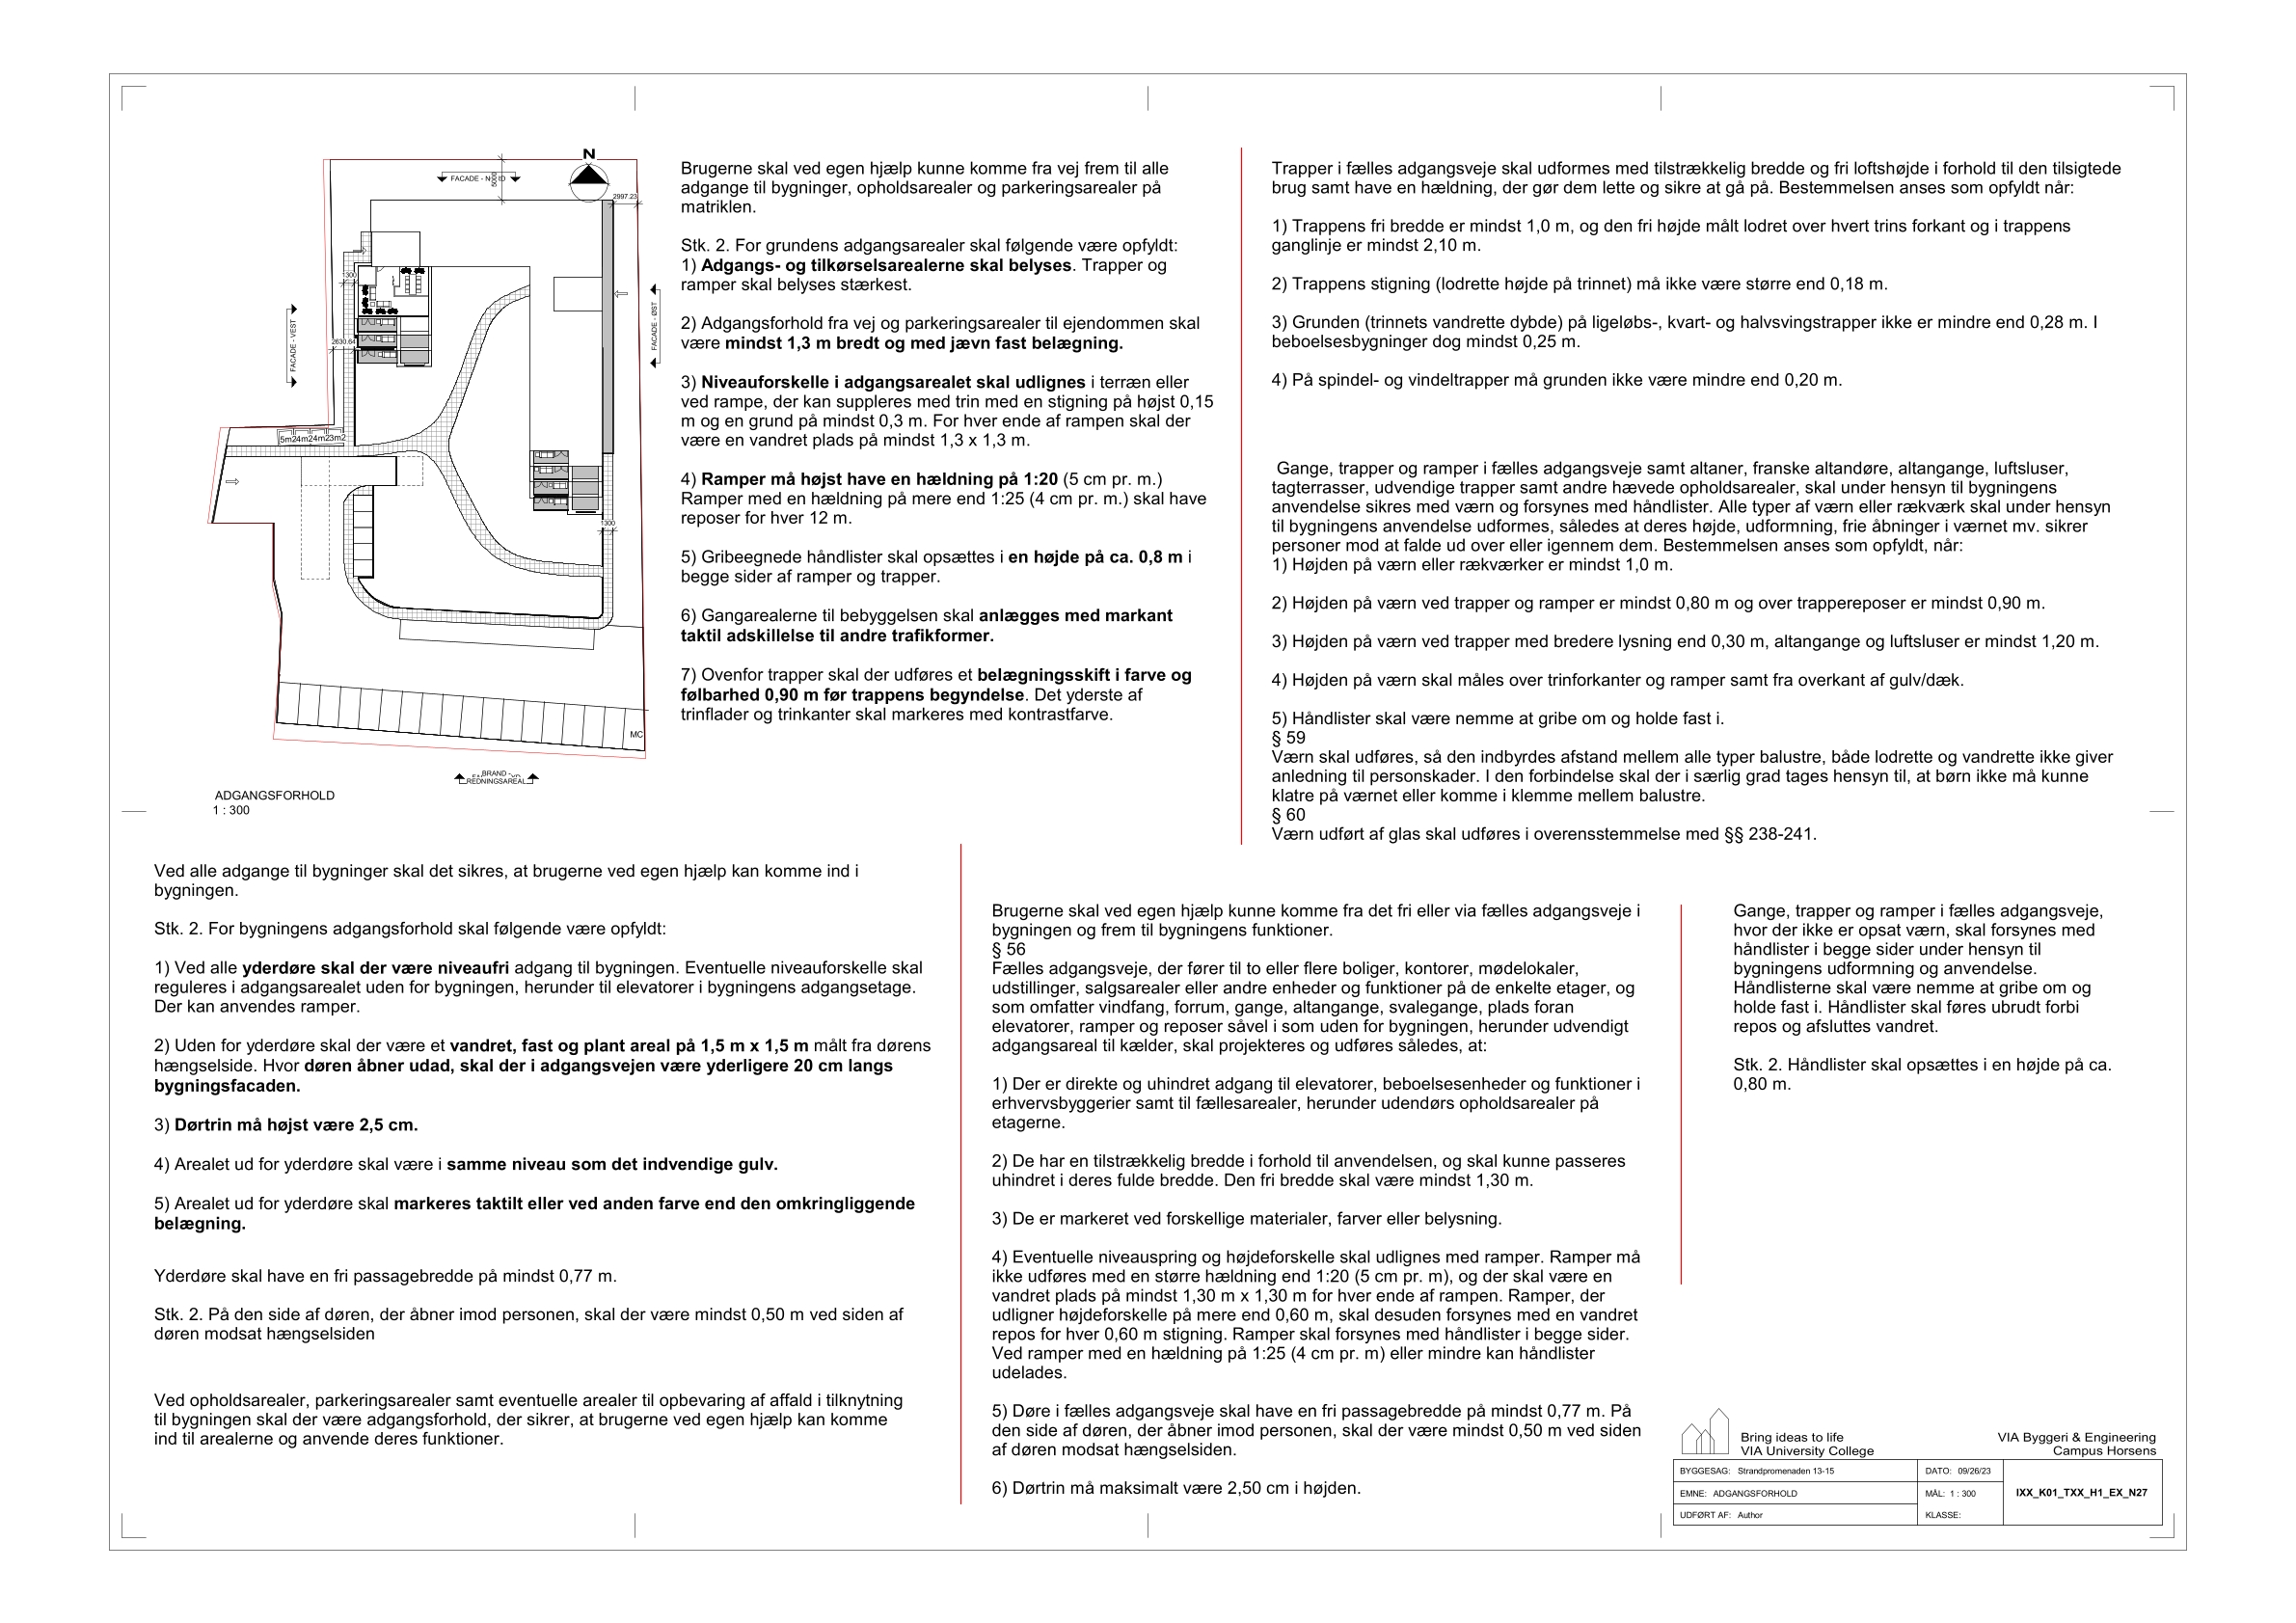 N
FACADE - N
5000
2997.23
1300
FACADE - VEST
2630.64
FACADE - ØST
5m24m24m23m2
1300
MC
BRAND -
REDNINGSAREAL
ADGANGSFORHOLD
1 : 300
Brugerne skal ved egen hjælp kunne komme fra vej frem til alle
adgange til bygninger, opholdsarealer og parkeringsarealer på
matriklen.
Stk. 2. For grundens adgangsarealer skal følgende være opfyldt:
1) Adgangs- og tilkørselsarealerne skal belyses. Trapper og
ramper skal belyses stærkest.
2) Adgangsforhold fra vej og parkeringsarealer til ejendommen skal
være mindst 1,3 m bredt og med jævn fast belægning.
3) Niveauforskelle i adgangsarealet skal udlignes i terræn eller
ved rampe, der kan suppleres med trin med en stigning på højst 0,15
m og en grund på mindst 0,3 m. For hver ende af rampen skal der
være en vandret plads på mindst 1,3 x 1,3 m.
4) Ramper må højst have en hældning på 1:20 (5 cm pr. m.)
Ramper med en hældning på mere end 1:25 (4 cm pr. m.) skal have
reposer for hver 12 m.
5) Gribeegnede håndlister skal opsættes i en højde på ca. 0,8 m i
begge sider af ramper og trapper.
6) Gangarealerne til bebyggelsen skal anlægges med markant
taktil adskillelse til andre trafikformer.
7) Ovenfor trapper skal der udføres et belægningsskift i farve og
følbarhed 0,90 m før trappens begyndelse. Det yderste af
trinflader og trinkanter skal markeres med kontrastfarve.
Trapper i fælles adgangsveje skal udformes med tilstrækkelig bredde og fri loftshøjde i forhold til den tilsigtede
brug samt have en hældning, der gør dem lette og sikre at gå på. Bestemmelsen anses som opfyldt når:
1) Trappens fri bredde er mindst 1,0 m, og den fri højde målt lodret over hvert trins forkant og i trappens
ganglinje er mindst 2,10 m.
2) Trappens stigning (lodrette højde på trinnet) må ikke være større end 0,18 m.
3) Grunden (trinnets vandrette dybde) på ligeløbs-, kvart- og halvsvingstrapper ikke er mindre end 0,28 m. I
beboelsesbygninger dog mindst 0,25 m.
4) På spindel- og vindeltrapper må grunden ikke være mindre end 0,20 m.
Gange, trapper og ramper i fælles adgangsveje samt altaner, franske altandøre, altangange, luftsluser,
tagterrasser, udvendige trapper samt andre hævede opholdsarealer, skal under hensyn til bygningens
anvendelse sikres med værn og forsynes med håndlister. Alle typer af værn eller rækværk skal under hensyn
til bygningens anvendelse udformes, således at deres højde, udformning, frie åbninger i værnet mv. sikrer
personer mod at falde ud over eller igennem dem. Bestemmelsen anses som opfyldt, når:
1) Højden på værn eller rækværker er mindst 1,0 m.
2) Højden på værn ved trapper og ramper er mindst 0,80 m og over trappereposer er mindst 0,90 m.
3) Højden på værn ved trapper med bredere lysning end 0,30 m, altangange og luftsluser er mindst 1,20 m.
4) Højden på værn skal måles over trinforkanter og ramper samt fra overkant af gulv/dæk.
5) Håndlister skal være nemme at gribe om og holde fast i.
§ 59
Værn skal udføres, så den indbyrdes afstand mellem alle typer balustre, både lodrette og vandrette ikke giver
anledning til personskader. I den forbindelse skal der i særlig grad tages hensyn til, at børn ikke må kunne
klatre på værnet eller komme i klemme mellem balustre.
§ 60
Værn udført af glas skal udføres i overensstemmelse med §§ 238-241.
Ved alle adgange til bygninger skal det sikres, at brugerne ved egen hjælp kan komme ind i
bygningen.
Stk. 2. For bygningens adgangsforhold skal følgende være opfyldt:
1) Ved alle yderdøre skal der være niveaufri adgang til bygningen. Eventuelle niveauforskelle skal
reguleres i adgangsarealet uden for bygningen, herunder til elevatorer i bygningens adgangsetage.
Der kan anvendes ramper.
2) Uden for yderdøre skal der være et vandret, fast og plant areal på 1,5 m x 1,5 m målt fra dørens
hængselside. Hvor døren åbner udad, skal der i adgangsvejen være yderligere 20 cm langs
bygningsfacaden.
3) Dørtrin må højst være 2,5 cm.
4) Arealet ud for yderdøre skal være i samme niveau som det indvendige gulv.
5) Arealet ud for yderdøre skal markeres taktilt eller ved anden farve end den omkringliggende
belægning.
Yderdøre skal have en fri passagebredde på mindst 0,77 m.
Stk. 2. På den side af døren, der åbner imod personen, skal der være mindst 0,50 m ved siden af
døren modsat hængselsiden
Ved opholdsarealer, parkeringsarealer samt eventuelle arealer til opbevaring af affald i tilknytning
til bygningen skal der være adgangsforhold, der sikrer, at brugerne ved egen hjælp kan komme
ind til arealerne og anvende deres funktioner.
Brugerne skal ved egen hjælp kunne komme fra det fri eller via fælles adgangsveje i
bygningen og frem til bygningens funktioner.
§ 56
Fælles adgangsveje, der fører til to eller flere boliger, kontorer, mødelokaler,
udstillinger, salgsarealer eller andre enheder og funktioner på de enkelte etager, og
som omfatter vindfang, forrum, gange, altangange, svalegange, plads foran
elevatorer, ramper og reposer såvel i som uden for bygningen, herunder udvendigt
adgangsareal til kælder, skal projekteres og udføres således, at:
1) Der er direkte og uhindret adgang til elevatorer, beboelsesenheder og funktioner i
erhvervsbyggerier samt til fællesarealer, herunder udendørs opholdsarealer på
etagerne.
2) De har en tilstrækkelig bredde i forhold til anvendelsen, og skal kunne passeres
uhindret i deres fulde bredde. Den fri bredde skal være mindst 1,30 m.
3) De er markeret ved forskellige materialer, farver eller belysning.
4) Eventuelle niveauspring og højdeforskelle skal udlignes med ramper. Ramper må
ikke udføres med en større hældning end 1:20 (5 cm pr. m), og der skal være en
vandret plads på mindst 1,30 m x 1,30 m for hver ende af rampen. Ramper, der
udligner højdeforskelle på mere end 0,60 m, skal desuden forsynes med en vandret
repos for hver 0,60 m stigning. Ramper skal forsynes med håndlister i begge sider.
Ved ramper med en hældning på 1:25 (4 cm pr. m) eller mindre kan håndlister
udelades.
5) Døre i fælles adgangsveje skal have en fri passagebredde på mindst 0,77 m. På
den side af døren, der åbner imod personen, skal der være mindst 0,50 m ved siden
af døren modsat hængselsiden.
6) Dørtrin må maksimalt være 2,50 cm i højden.
Gange, trapper og ramper i fælles adgangsveje,
hvor der ikke er opsat værn, skal forsynes med
håndlister i begge sider under hensyn til
bygningens udformning og anvendelse.
Håndlisterne skal være nemme at gribe om og
holde fast i. Håndlister skal føres ubrudt forbi
repos og afsluttes vandret.
Stk. 2. Håndlister skal opsættes i en højde på ca.
0,80 m.
Bring ideas to life
VIA University College
VIA Byggeri & Engineering
Campus Horsens
BYGGESAG: Strandpromenaden 13-15
DATO: 09/26/23
EMNE: ADGANGSFORHOLD
MÅL: 1 : 300
IXX_K01_TXX_H1_EX_N27
UDFØRT AF: Author
KLASSE: